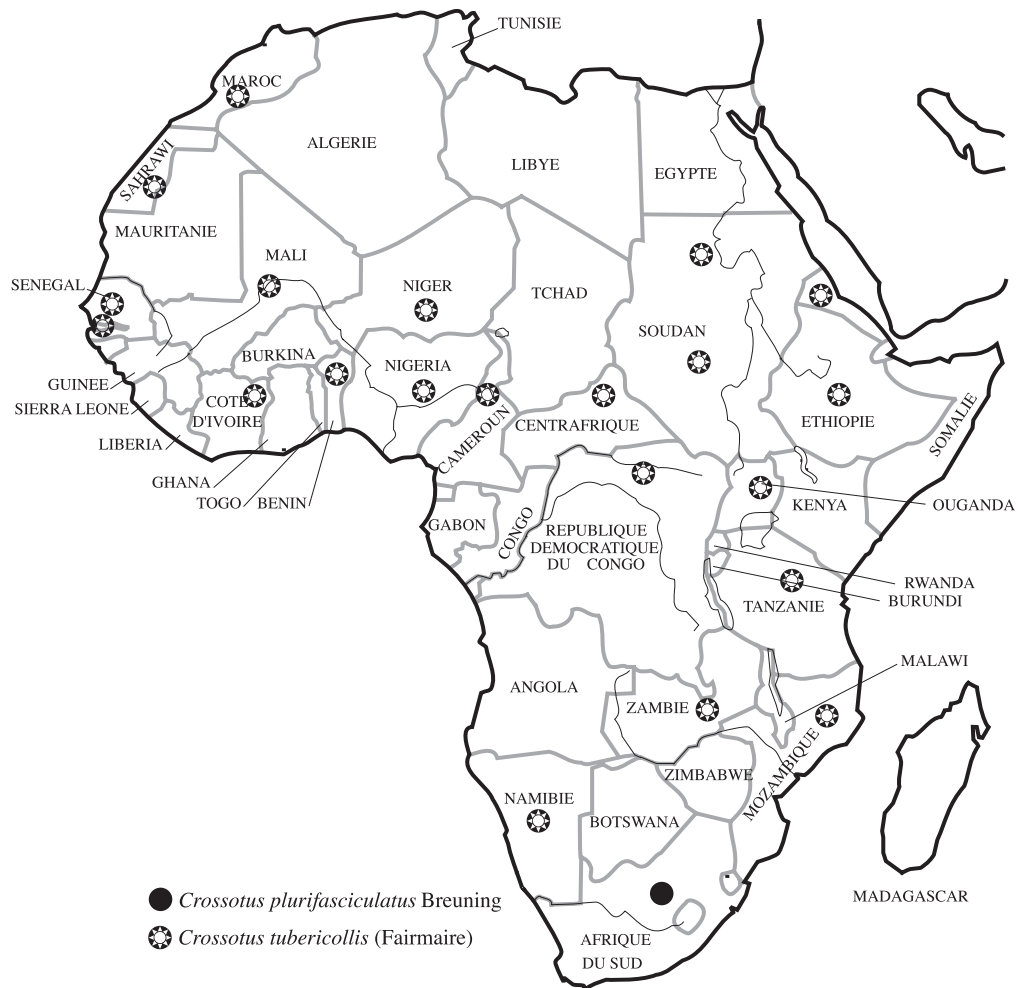 TUNISIE
MAROC
ALGERIE
LIBYE
EGYPTE
SAHRAWI
MAURITANIE
MALI
NIGER
TCHAD
SOUDAN
SENEGAL
BURKINA
NIGERIA
GUINEE
SIERRA LEONE
COTE
D'IVOIRE
LIBERIA
GHANA
TOGO
BENIN
CAMEROUN
CENTRAFRIQUE
ETHIOPIE
SOMALIE
OUGANDA
KENYA
GABON
CONGO
REPUBLIQUE
DEMOCRATIQUE
DU CONGO
RWANDA
BURUNDI
TANZANIE
MALAWI
ANGOLA
ZAMBIE
MOZAMBIQUE
ZIMBABWE
NAMIBIE
BOTSWANA
MADAGASCAR
AFRIQUE
DU SUD
Crossotus plurifasciculatus Breuning
Crossotus tubericollis (Fairmaire)